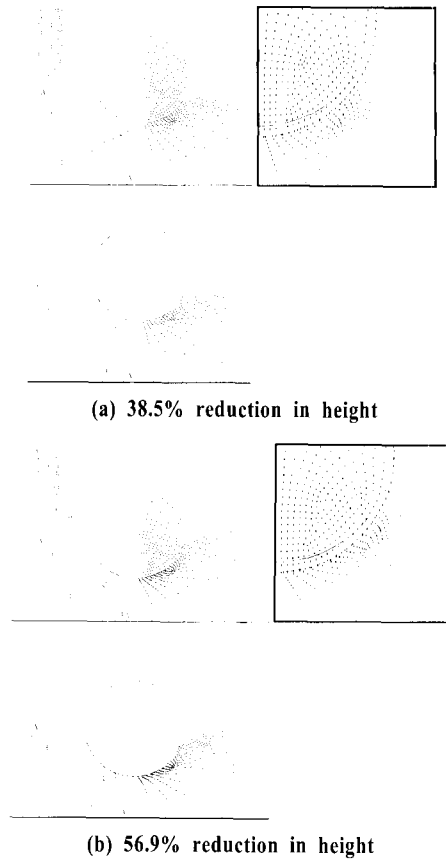 (a) 38.5% reduction in height
(b) 56.9% reduction in height